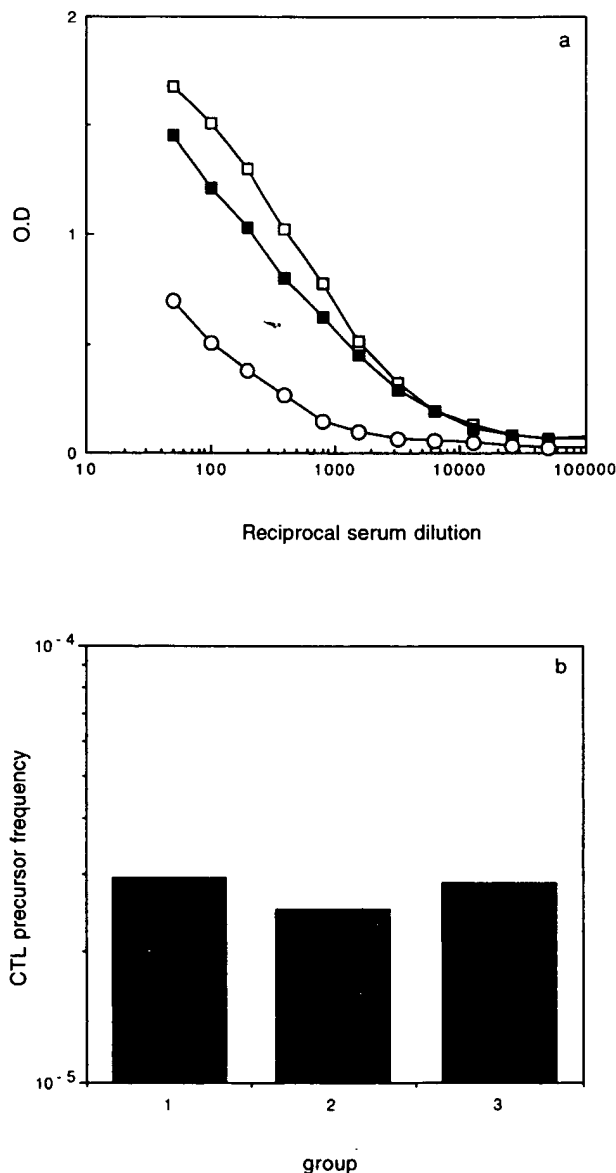 a
2
1
0
O.D
10
100
1000
10000
100000
Reciprocal serum dilution
b
10⁻⁴
10⁻⁵
CTL precursor frequency
1
2
3
group